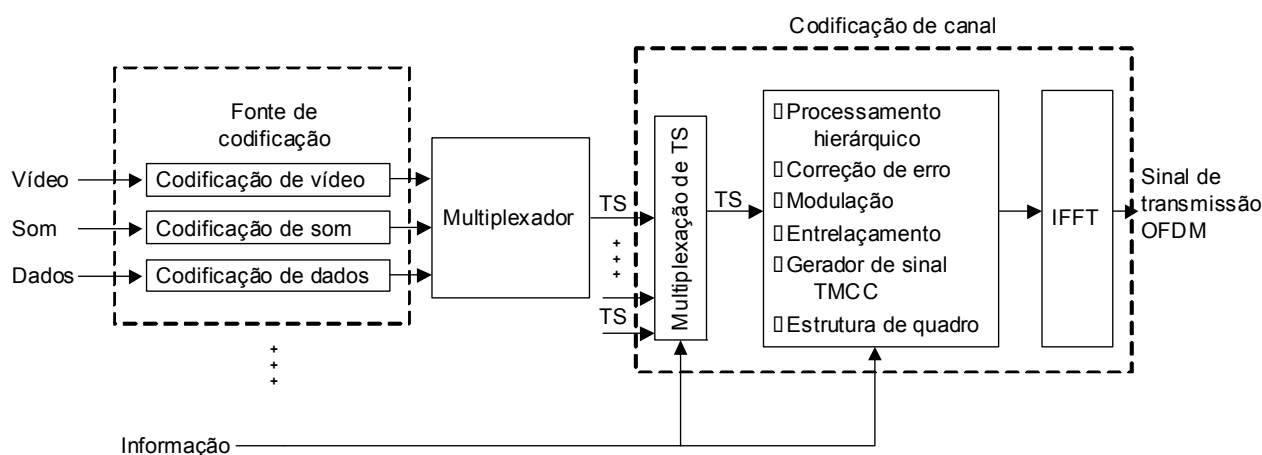 Codificação de canal
Fonte de
codificação
Vídeo
Codificação de vídeo
Som
Codificação de som
Dados
Codificação de dados
Multiplexador
TS
TS
Multiplexação de TS
TS
Processamento
hierárquico
Correção de erro
Modulação
Entrelaçamento
Gerador de sinal
TMCC
Estrutura de quadro
IFFT
Sinal de
transmissão
OFDM
Informação